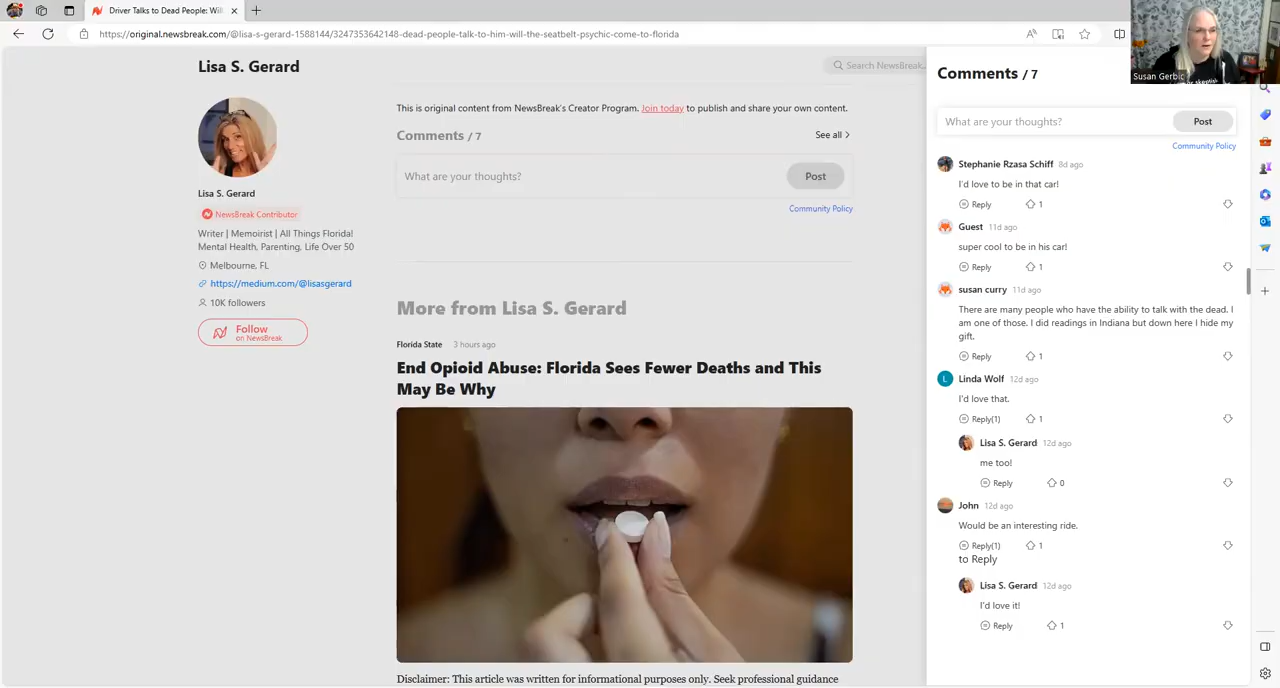 Driver Talks to Dead People: Wil
https://original.newsbreak.com/@lisa-s-gerard-1588144/3247353642148-dead-people-talk-to-him-will-the-seatbelt-psychic-come-to-florida
Susan Gerbic
Lisa S. Gerard
Search NewsBreak...
Lisa S. Gerard
NewsBreak Contributor
Writer | Memoirist | All Things Florida!
Mental Health, Parenting, Life Over 50
Melbourne, FL
https://medium.com/@lisasgerard
10K followers
Follow
on NewsBreak
This is original content from NewsBreak's Creator Program. Join today to publish and share your own content.
Comments / 7
See all
What are your thoughts?
Post
Community Policy
More from Lisa S. Gerard
Florida State 3 hours ago
End Opioid Abuse: Florida Sees Fewer Deaths and This
May Be Why
Disclaimer: This article was written for informational purposes only. Seek professional guidance
Comments / 7
What are your thoughts?
Post
Community Policy
Stephanie Rzasa Schiff 8d ago
I'd love to be in that car!
Reply 1
Guest 11d ago
super cool to be in his car!
Reply 1
susan curry 11d ago
There are many people who have the ability to talk with the dead. I
am one of those. I did readings in Indiana but down here I hide my
gift.
Reply 1
L
Linda Wolf 12d ago
I'd love that.
Reply(1) 1
Lisa S. Gerard 12d ago
me too!
Reply 0
John 12d ago
Would be an interesting ride.
Reply(1) 1
to Reply
Lisa S. Gerard 12d ago
I'd love it!
Reply 1